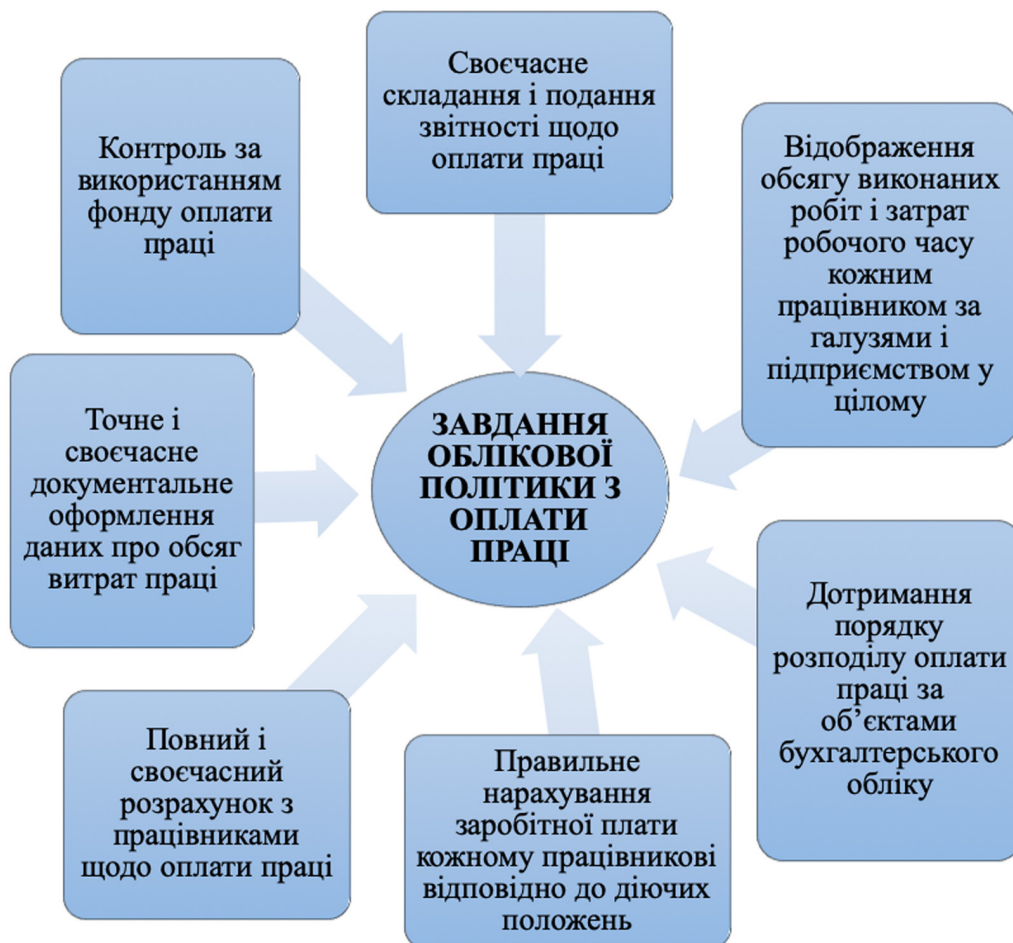 Своєчасне
складання і подання
звітності щодо
оплати праці
Контроль за
використанням
фонду оплати
праці
Відображення
обсягу виконаних
робіт і затрат
робочого часу
кожним
працівником за
галузями і
підприємством у
цілому
Точне і
своєчасне
документальне
оформлення
даних про обсяг
витрат праці
ЗАВДАННЯ
ОБЛІКОВОЇ
ПОЛІТИКИ З
ОПЛАТИ
ПРАЦІ
Дотримання
порядку
розподілу оплати
праці за
об’єктами
бухгалтерського
обліку
Повний і
своєчасний
розрахунок з
працівниками
щодо оплати праці
Правильне
нарахування
заробітної плати
кожному працівникові
відповідно до діючих
положень